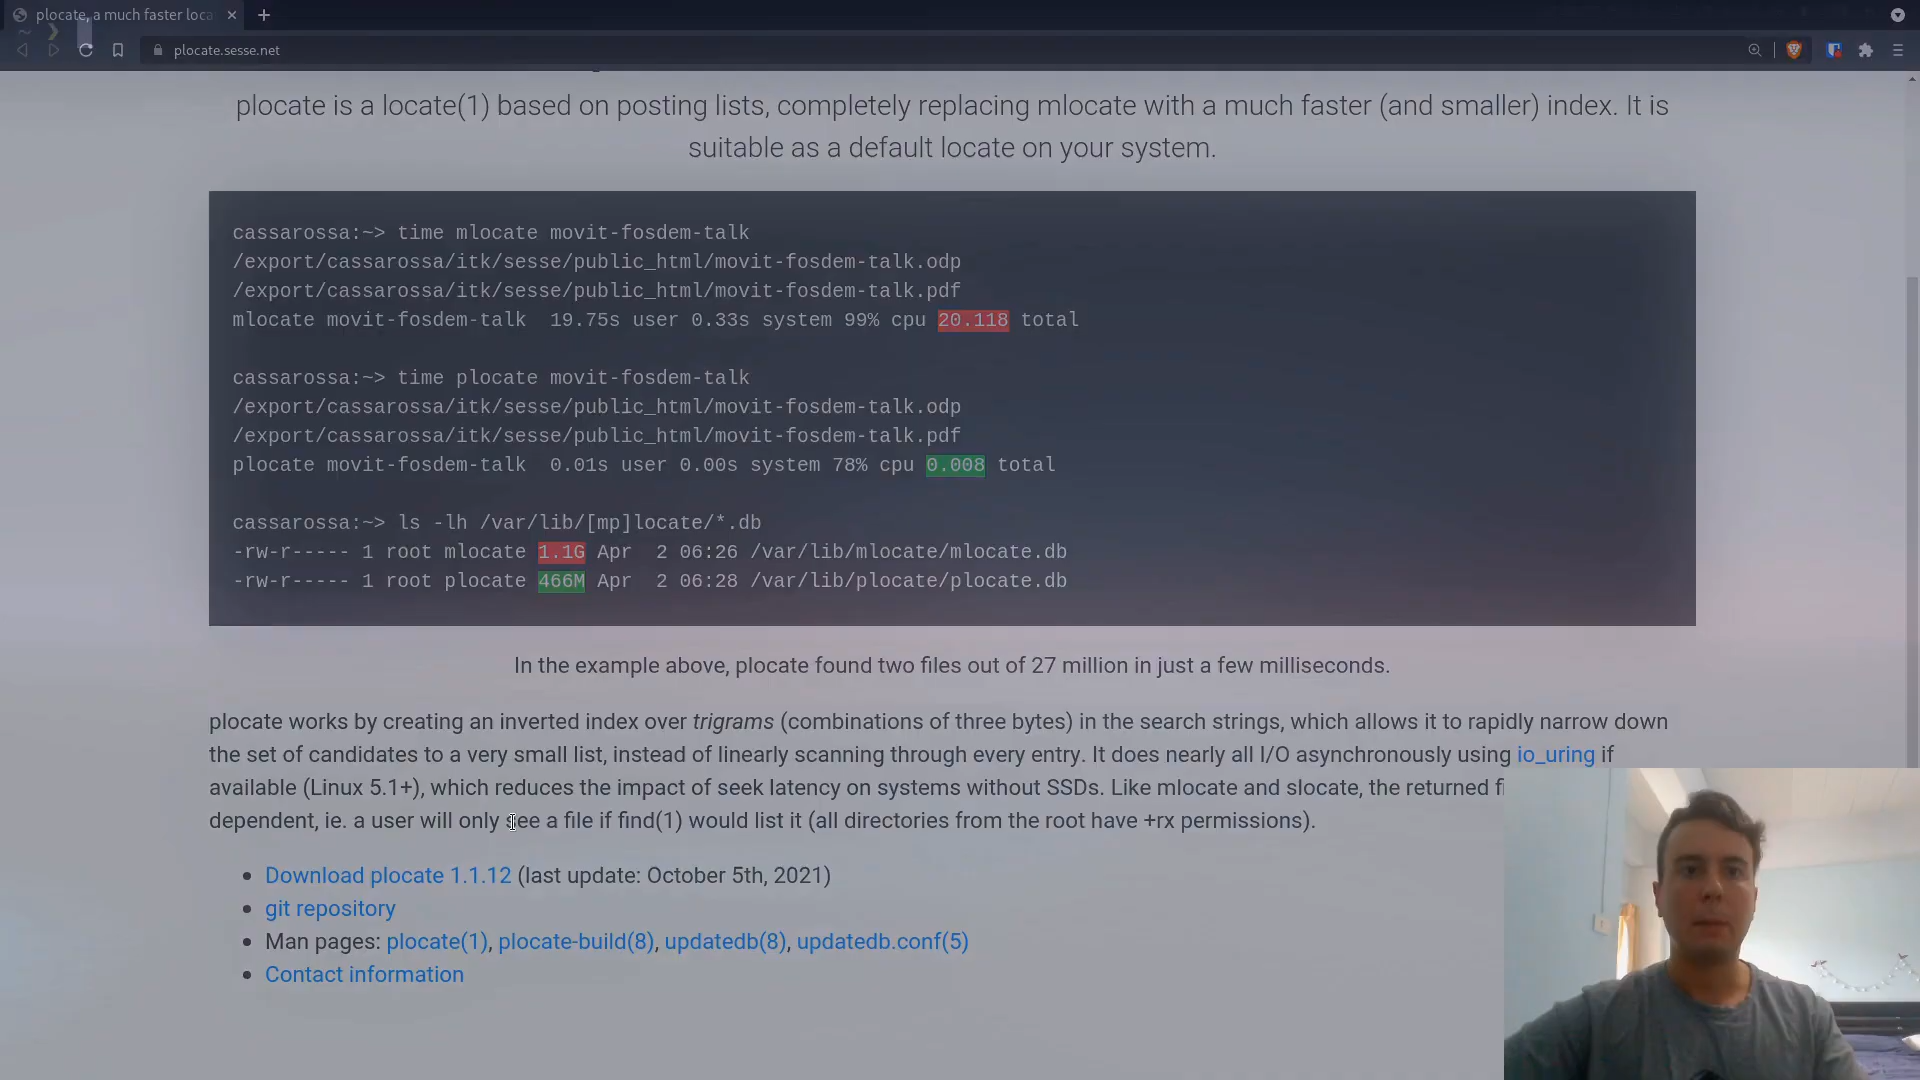 plocate, a much faster loca
plocate.sesse.net
plocate is a locate(1) based on posting lists, completely replacing mlocate with a much faster (and smaller) index. It is
suitable as a default locate on your system.
cassarossa:~> time mlocate movit-fosdem-talk
/export/cassarossa/itk/sesse/public_html/movit-fosdem-talk.odp
/export/cassarossa/itk/sesse/public_html/movit-fosdem-talk.pdf
mlocate movit-fosdem-talk  19.75s user 0.33s system 99% cpu 20.118 total
cassarossa:~> time plocate movit-fosdem-talk
/export/cassarossa/itk/sesse/public_html/movit-fosdem-talk.odp
/export/cassarossa/itk/sesse/public_html/movit-fosdem-talk.pdf
plocate movit-fosdem-talk  0.01s user 0.00s system 78% cpu 0.008 total
cassarossa:~> ls -lh /var/lib/[mp]locate/*.db
-rw-r----- 1 root mlocate 1.1G Apr  2 06:26 /var/lib/mlocate/mlocate.db
-rw-r----- 1 root plocate 466M Apr  2 06:28 /var/lib/plocate/plocate.db
In the example above, plocate found two files out of 27 million in just a few milliseconds.
plocate works by creating an inverted index over trigrams (combinations of three bytes) in the search strings, which allows it to rapidly narrow down
the set of candidates to a very small list, instead of linearly scanning through every entry. It does nearly all I/O asynchronously using io_uring if
available (Linux 5.1+), which reduces the impact of seek latency on systems without SSDs. Like mlocate and slocate, the returned fi
dependent, ie. a user will only see a file if find(1) would list it (all directories from the root have +rx permissions).
• Download plocate 1.1.12 (last update: October 5th, 2021)
• git repository
• Man pages: plocate(1), plocate-build(8), updatedb(8), updatedb.conf(5)
• Contact information